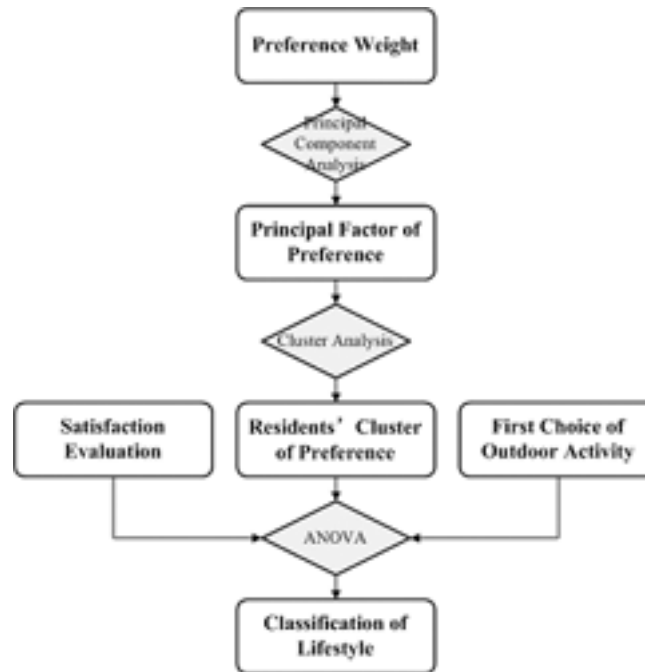 Preference Weight
Principal
Component
Analysis
Principal Factor of
Preference
Cluster Analysis
Satisfaction
Evaluation
Residents’ Cluster
of Preference
First Choice of
Outdoor Activity
ANOVA
Classification of
Lifestyle